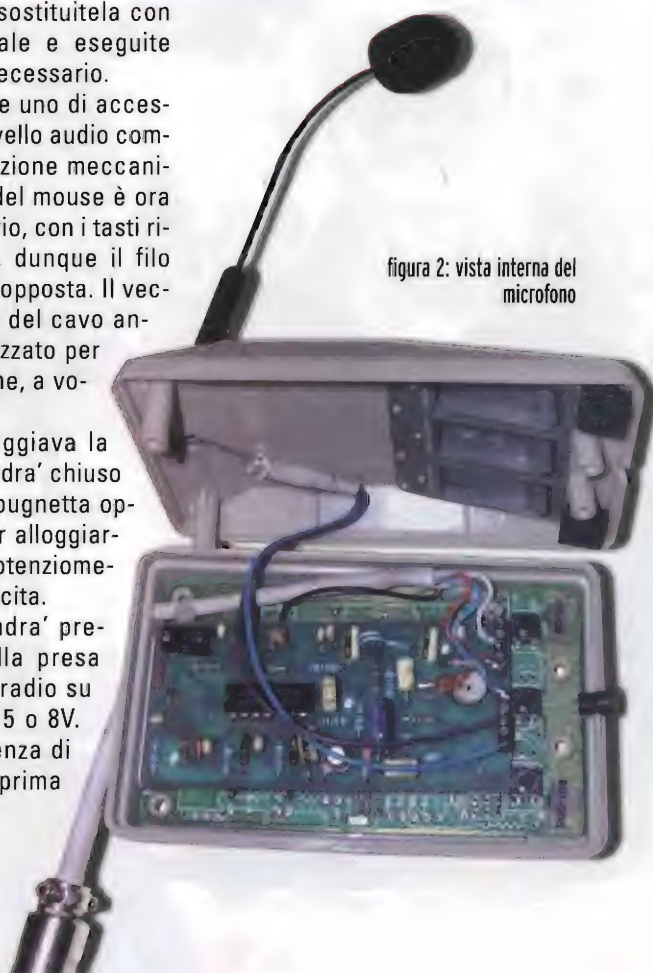 sostituitela con
ale e eseguite
ecessario.
e uno di acces-
vello audio com-
zione meccani-
del mouse è ora
rio, con i tasti ri-
dunque il filo
opposta. Il vec-
del cavo an-
zzato per
ne, a vo-
ggiava la
dra' chiuso
pugnetta op-
r alloggiar-
otenziome-
cita.
ndra' pre-
lla presa
radio su
5 o 8V.
enza di
prima
figura 2: vista interna del
microfono